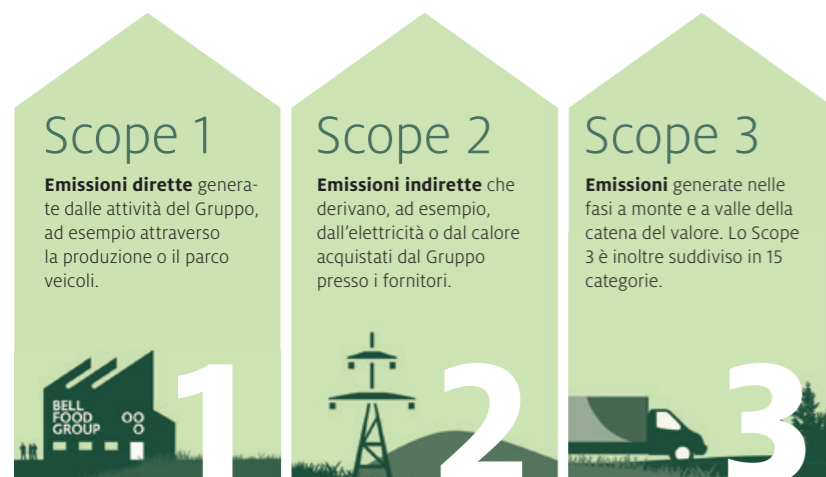 Scope 1
Emissioni dirette genera-
te dalle attività del Gruppo,
ad esempio attraverso
la produzione o il parco
veicoli.
BELL
FOOD
GROUP
1
Scope 2
Emissioni indirette che
derivano, ad esempio,
dall'elettricità o dal calore
acquistati dal Gruppo
presso i fornitori.
2
Scope 3
Emissioni generate nelle
fasi a monte e a valle della
catena del valore. Lo Scope
3 è inoltre suddiviso in 15
categorie.
3